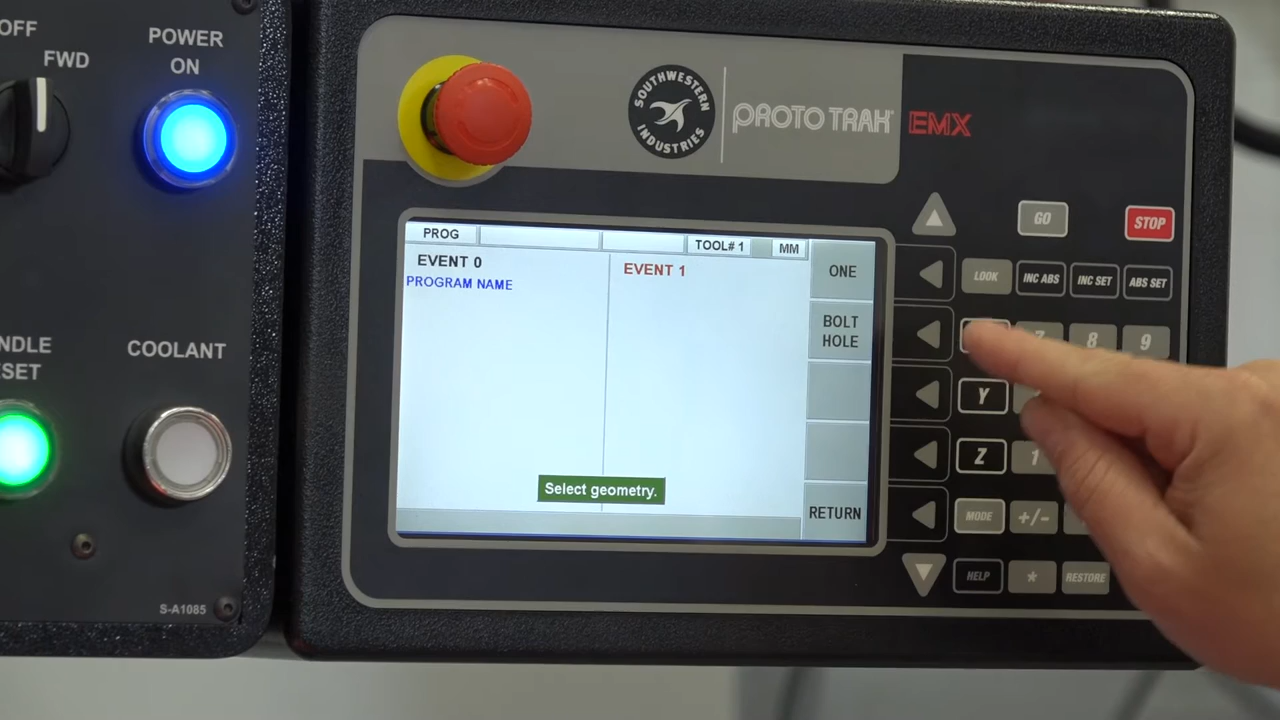 OFF
FWD
POWER
ON
NDLE
SET
COOLANT
S-A1085
SOUTHWESTERN
INDUSTRIES
PROTOTRAK EMX
PROG
TOOL# 1
MM
EVENT 0
PROGRAM NAME
EVENT 1
Select geometry.
ONE
BOLT
HOLE
RETURN
GO
STOP
LOOK
INC ABS
INC SET
ABS SET
7
8
9
Y
Z
1
MODE
+/-
HELP
*
RESTORE